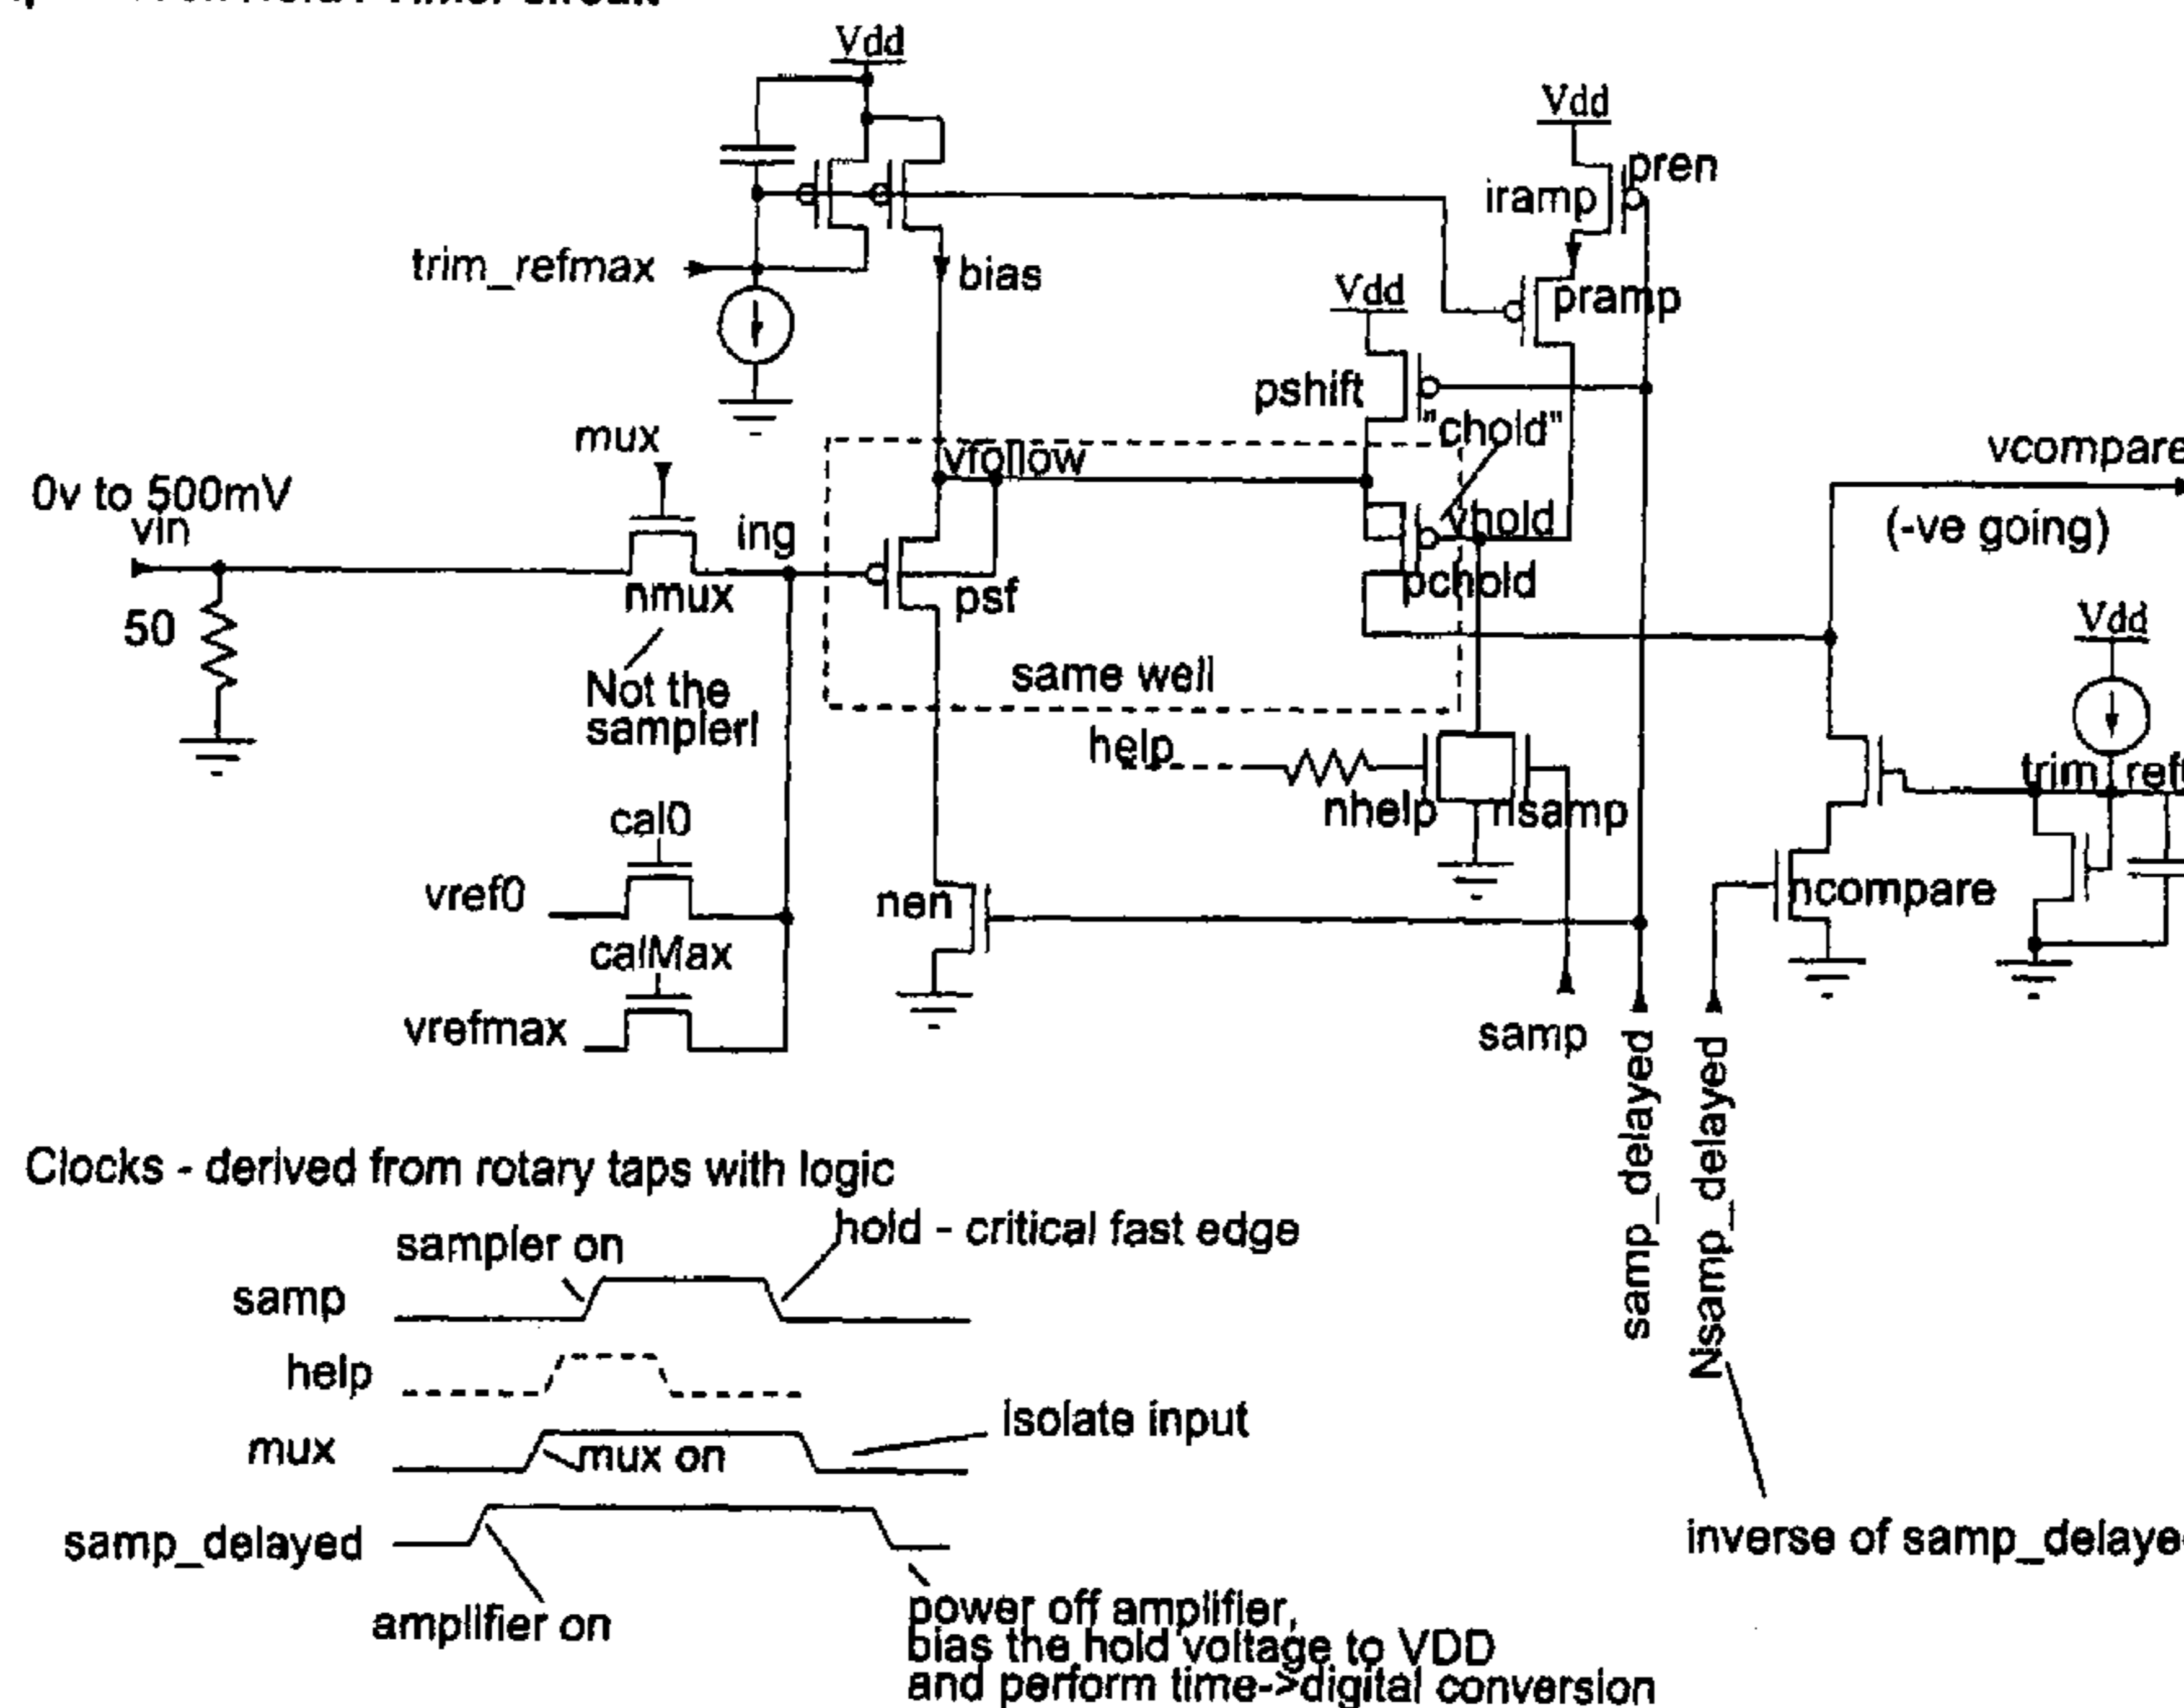 Vdd
Vdd
pren
iramp
trim_refmax
bias
Vdd
pramp
pshift
"chold"
mux
vfollow
vcompare
0v to 500mV
vin
ing
vhold
(-ve going)
50
nmux
psf
pchold
Vdd
Not the
sampler!
same well
help
trim_reft
nhelp
nsamp
cal0
vref0
nen
ncompare
calMax
vrefmax
samp
samp_delayed
Nsamp_delayed
Clocks - derived from rotary taps with logic
sampler on
hold - critical fast edge
samp
help
Isolate input
mux
mux on
samp_delayed
inverse of samp_delaye
amplifier on
power off amplifier,
bias the hold voltage to VDD
and perform time->digital conversion